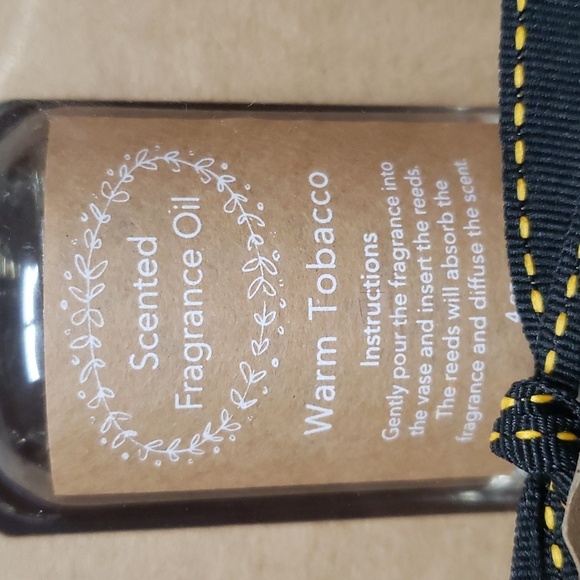 Scented
Fragrance Oil
Warm Tobacco
Instructions
Gently pour the fragrance into
the vase and insert the reeds.
The reeds will absorb the
fragrance and diffuse the scent.